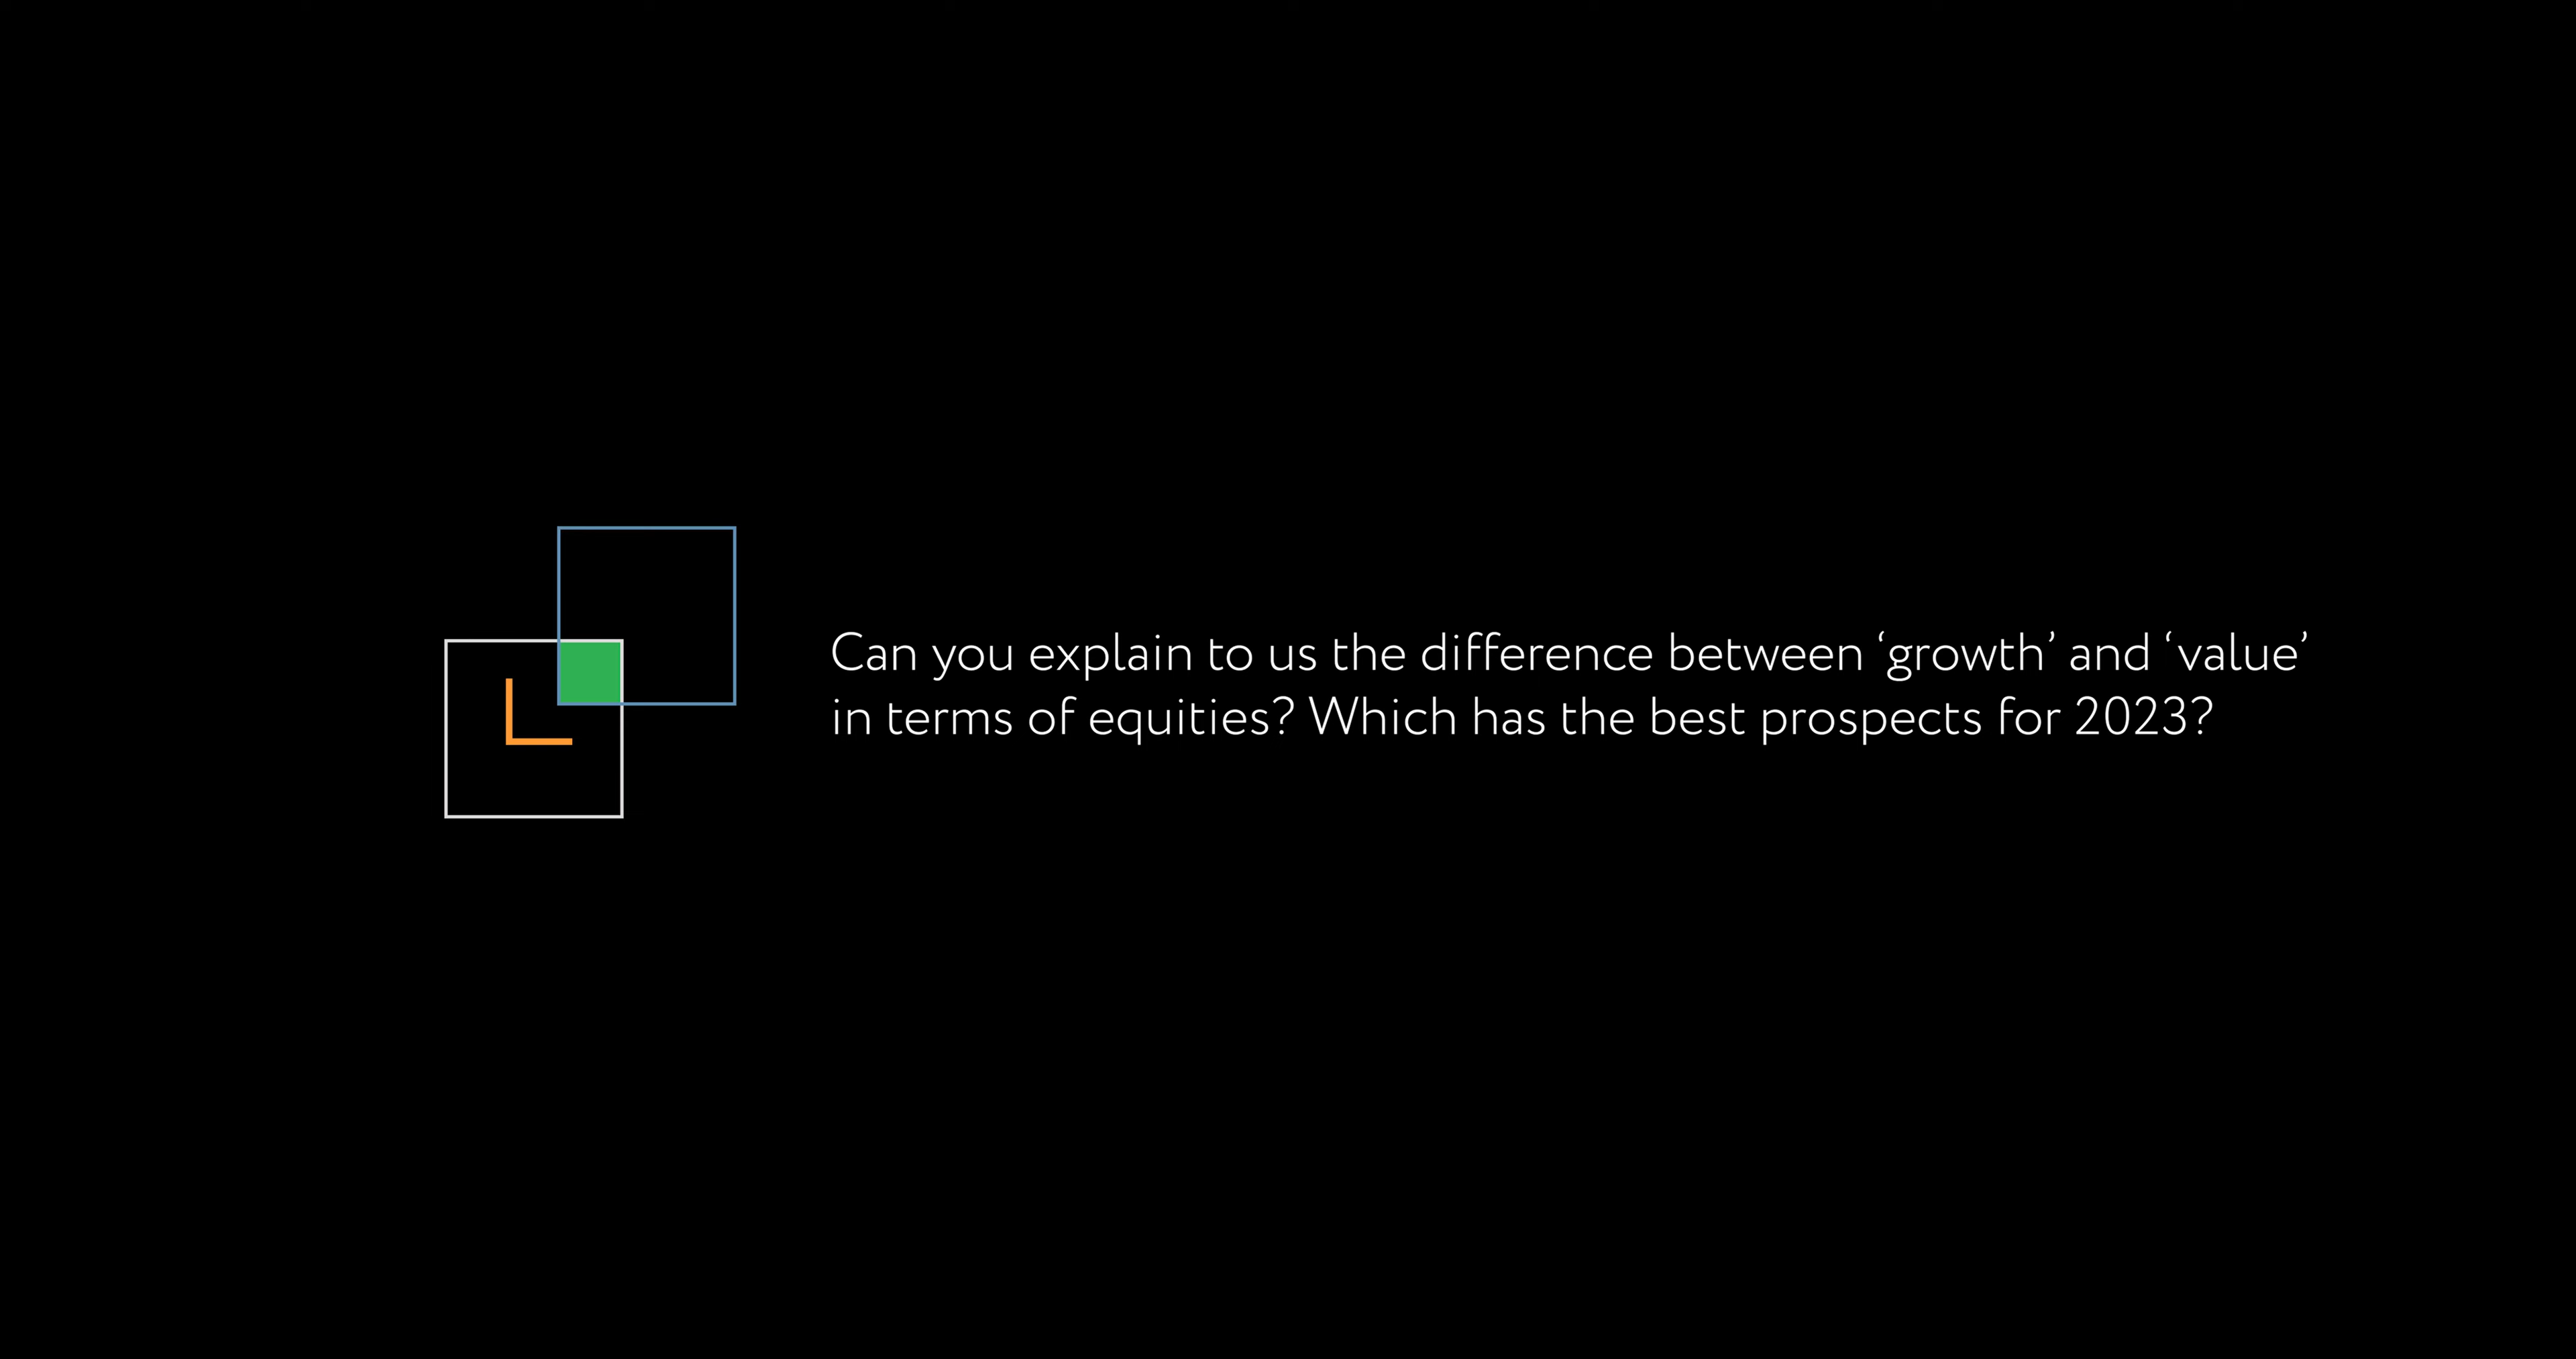 Can you explain to us the difference between ‘growth’ and ‘value’
in terms of equities? Which has the best prospects for 2023?